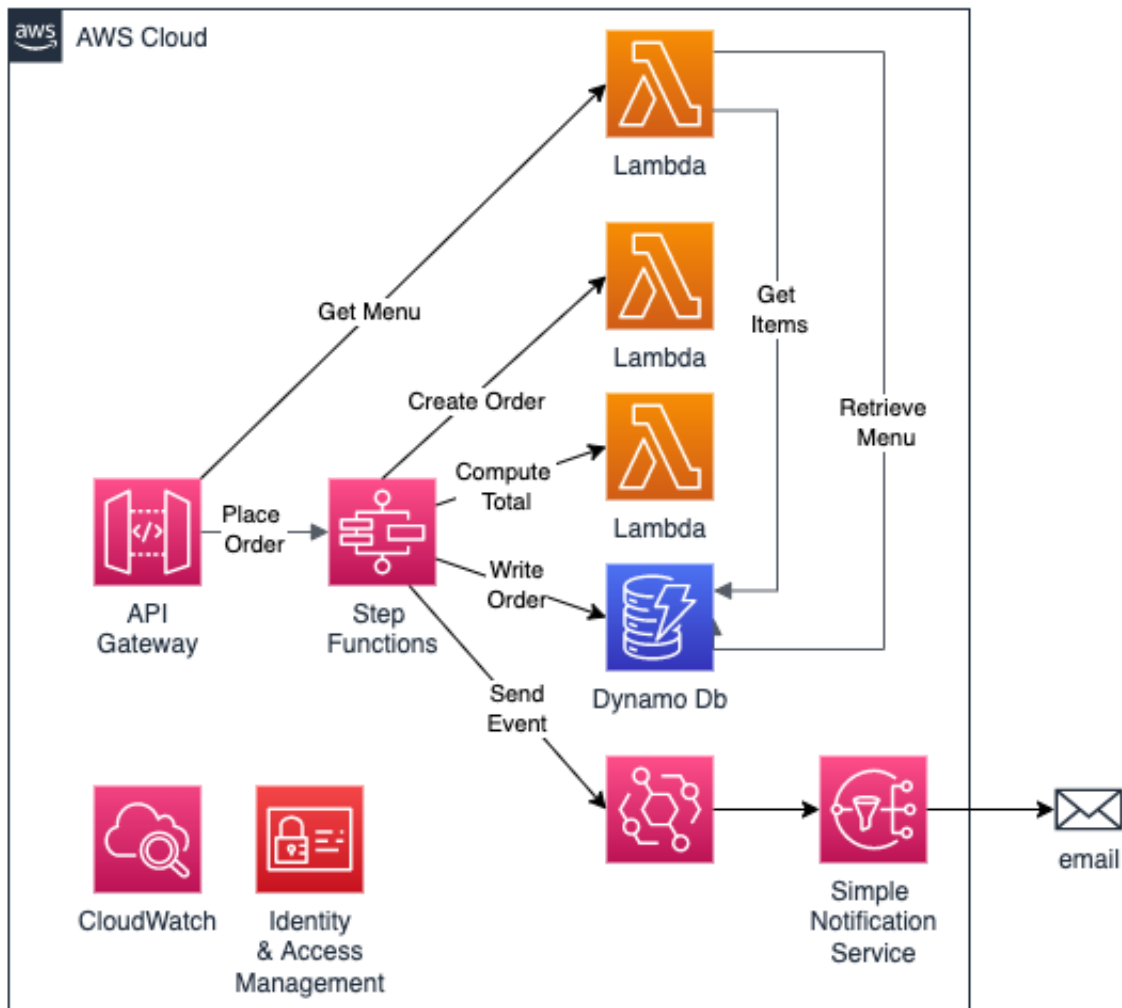 aws
AWS Cloud
Lambda
Get Menu
Get
Items
Lambda
Create Order
Retrieve
Menu
Compute
Total
Lambda
Place
Order
</>
Write
Order
API
Gateway
Step
Functions
Dynamo Db
Send
Event
email
CloudWatch
Identity
& Access
Management
Simple
Notification
Service